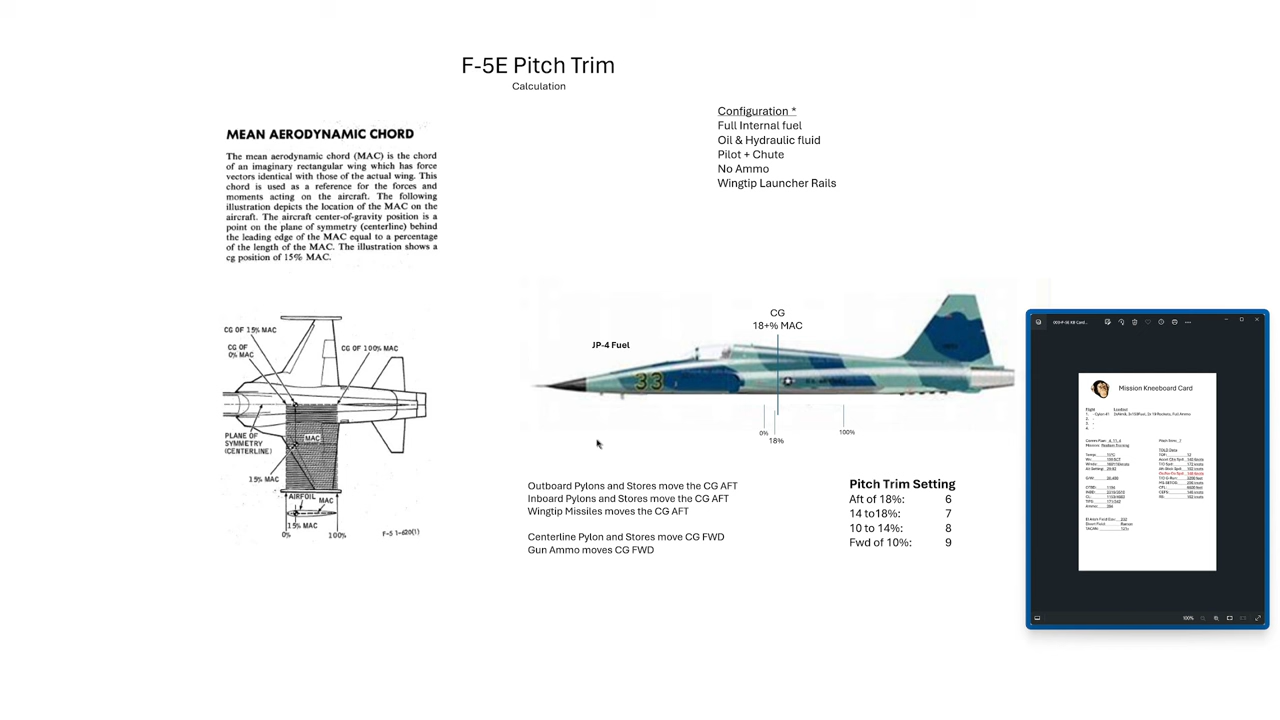 F-5E Pitch Trim
Calculation
Configuration *
Full Internal fuel
Oil & Hydraulic fluid
Pilot + Chute
No Ammo
Wingtip Launcher Rails
MEAN AERODYNAMIC CHORD
The mean aerodynamic chord (MAC) is the chord
of an imaginary rectangular wing which has force
vectors identical with those of the actual wing. This
chord is used as a reference for the forces and
moments acting on the aircraft. The following
illustration depicts the location of the MAC on the
aircraft. The aircraft center-of-gravity position is a
point on the plane of symmetry (centerline) behind
the leading edge of the MAC equal to a percentage
of the length of the MAC. The illustration shows a
cg position of 15% MAC.
CG OF 15% MAC
CG OF
0% MAC
CG OF 100% MAC
PLANE OF
SYMMETRY
(CENTERLINE)
MAC
15% MAC
AIRFOIL
MAC
15% MAC
0%
100%
F-5 1-620(1)
CG
18+% MAC
JP-4 Fuel
33
0%
18%
100%
Outboard Pylons and Stores move the CG AFT
Inboard Pylons and Stores move the CG AFT
Wingtip Missiles moves the CG AFT
Centerline Pylon and Stores move CG FWD
Gun Ammo moves CG FWD
Pitch Trim Setting
Aft of 18%: 6
14 to18%: 7
10 to 14%: 8
Fwd of 10%: 9
Mission Kneeboard Card
Flight
100%